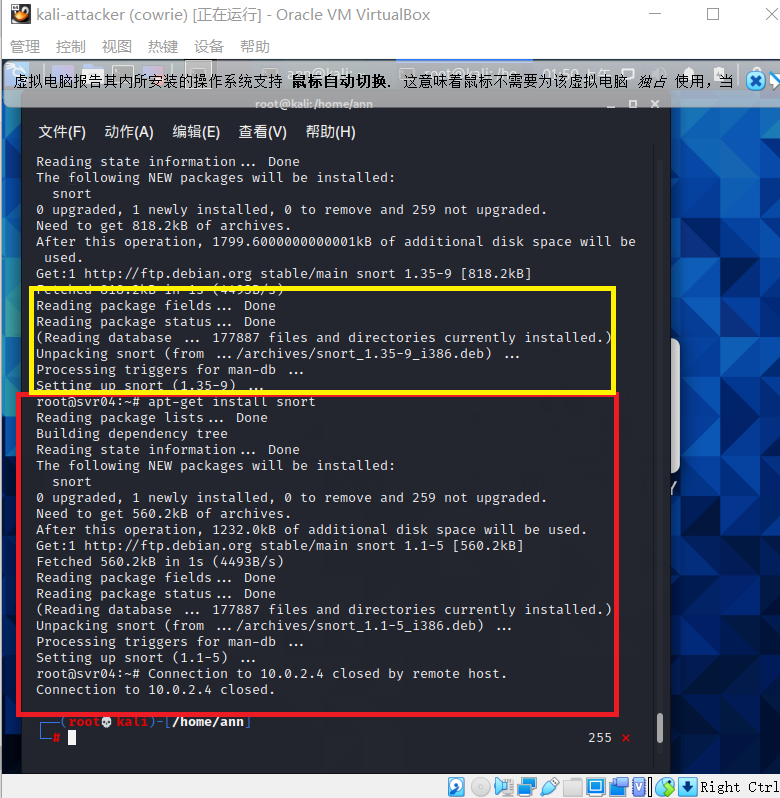 kali-attacker (cowrie) [正在运行] - Oracle VM VirtualBox
管理 控制 视图 热键 设备 帮助
虚拟电脑报告其内所安装的操作系统支持 鼠标自动切换. 这意味着鼠标不需要为该虚拟电脑 独占 使用，当
root@kali:/home/ann
文件(F) 动作(A) 编辑(E) 查看(V) 帮助(H)
Reading state information... Done
The following NEW packages will be installed:
snort
0 upgraded, 1 newly installed, 0 to remove and 259 not upgraded.
Need to get 818.2kB of archives.
After this operation, 1799.6000000000001kB of additional disk space will be
used.
Get:1 http://ftp.debian.org stable/main snort 1.35-9 [818.2kB]
Fetched 818.2kB in 1s (4493B/s)
Reading package fields... Done
Reading package status... Done
(Reading database ... 177887 files and directories currently installed.)
Unpacking snort (from .../archives/snort_1.35-9_i386.deb) ...
Processing triggers for man-db ...
Setting up snort (1.35-9) ...
root@svr04:~# apt-get install snort
Reading package lists... Done
Building dependency tree
Reading state information... Done
The following NEW packages will be installed:
snort
0 upgraded, 1 newly installed, 0 to remove and 259 not upgraded.
Need to get 560.2kB of archives.
After this operation, 1232.0kB of additional disk space will be used.
Get:1 http://ftp.debian.org stable/main snort 1.1-5 [560.2kB]
Fetched 560.2kB in 1s (4493B/s)
Reading package fields... Done
Reading package status... Done
(Reading database ... 177887 files and directories currently installed.)
Unpacking snort (from .../archives/snort_1.1-5_i386.deb) ...
Processing triggers for man-db ...
Setting up snort (1.1-5) ...
root@svr04:~# Connection to 10.0.2.4 closed by remote host.
Connection to 10.0.2.4 closed.
(root💀kali)-[/home/ann]
# 255 ⨯
Right Ctrl